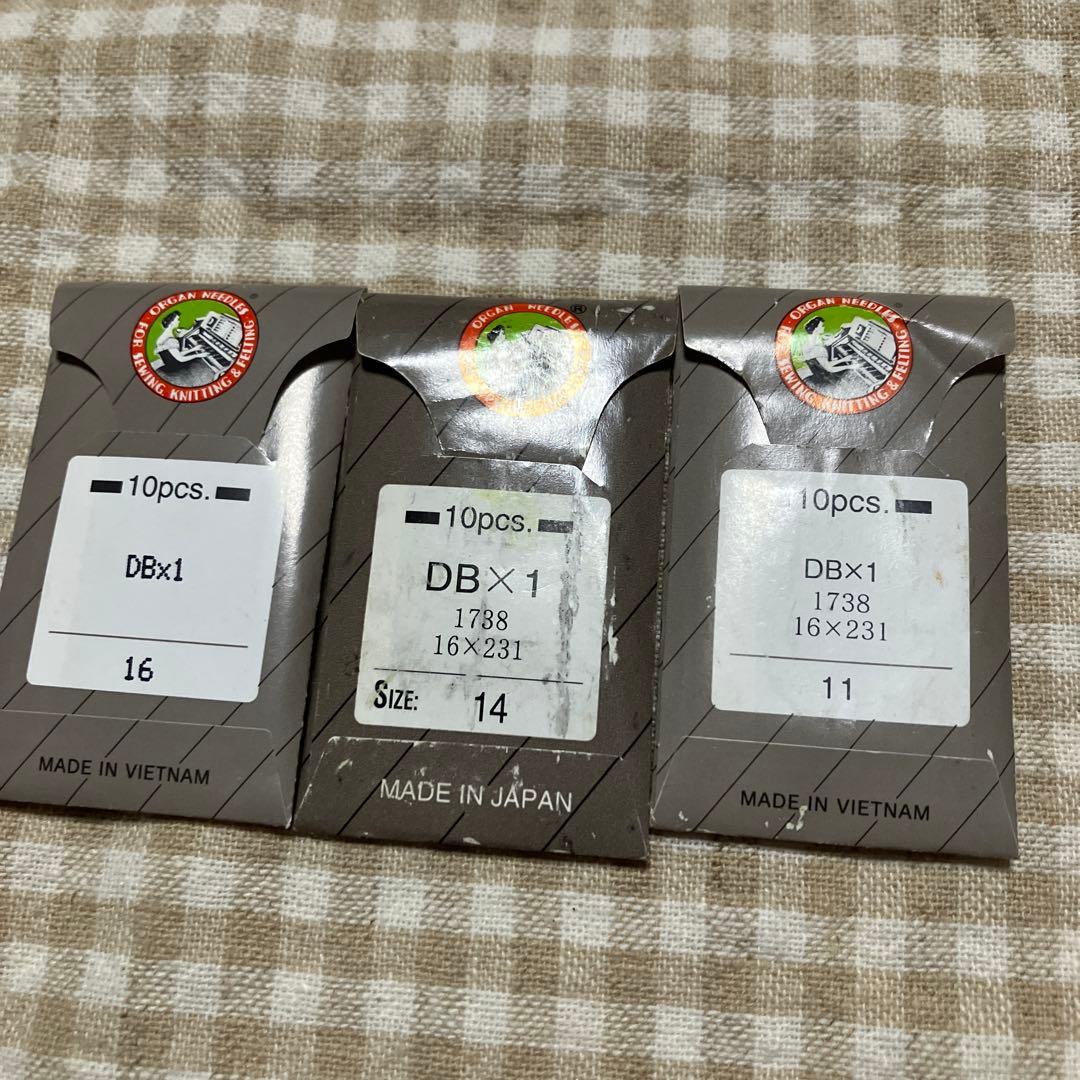 ORGAN NEEDLES
®
FOR SEWING, KNITTING & FELTING
10pcs.
DBx1
16
MADE IN VIETNAM
ORGAN NEEDLES
®
10pcs.
DB×1
1738
16×231
SIZE: 14
MADE IN JAPAN
ORGAN NEEDLES
FOR SEWING, KNITTING & FELTING
10pcs.
DB×1
1738
16×231
11
MADE IN VIETNAM